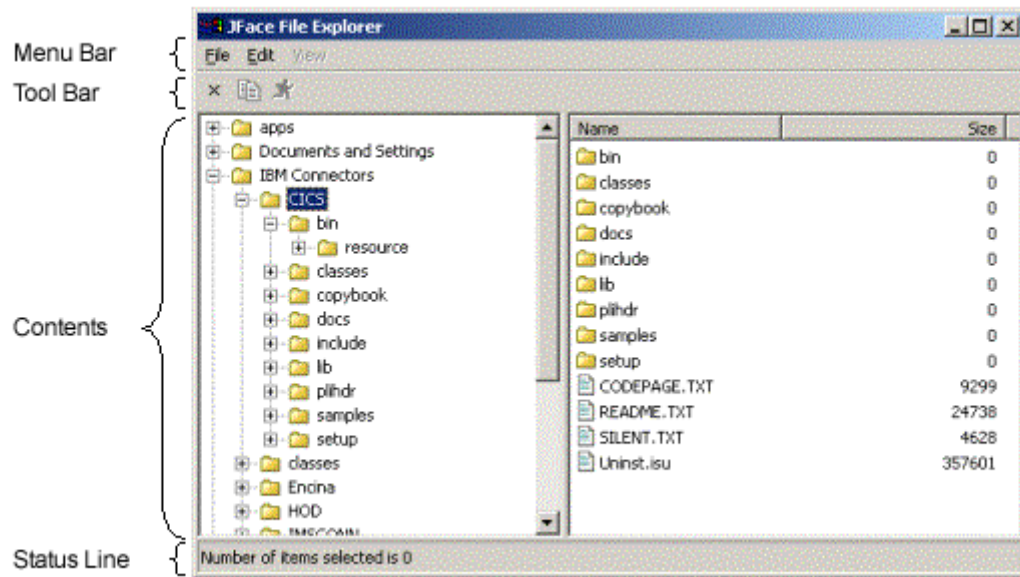 JFace File Explorer
Menu Bar
File Edit View
Tool Bar
Contents
apps
Documents and Settings
IBM Connectors
CICS
bin
resource
classes
copybook
docs
include
lib
plihdr
samples
setup
classes
Encina
HOD
IMSCONN
Name Size
bin 0
classes 0
copybook 0
docs 0
include 0
lib 0
plihdr 0
samples 0
setup 0
CODEPAGE.TXT 9299
README.TXT 24738
SILENT.TXT 4628
Uninst.isu 357601
Status Line
Number of items selected is 0